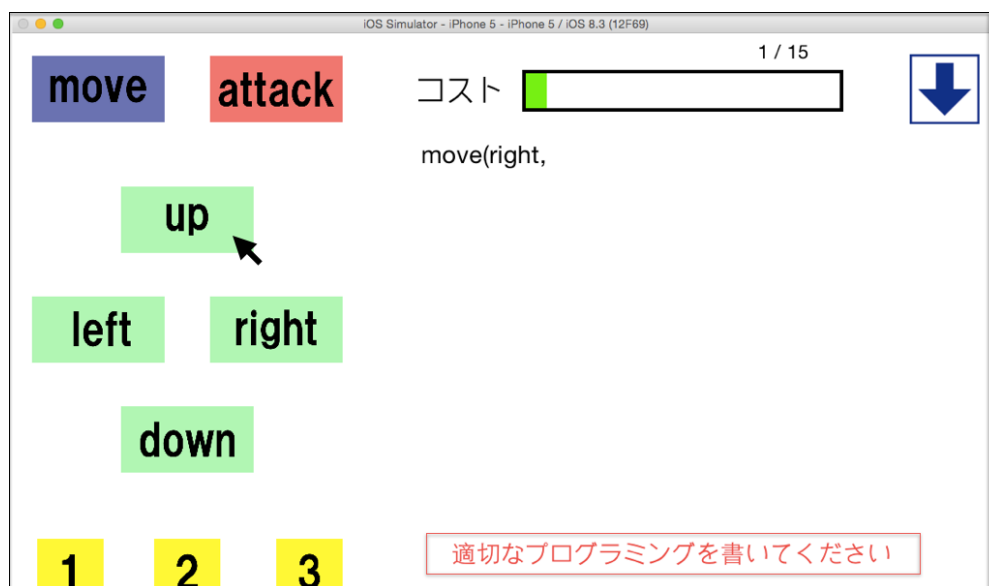 iOS Simulator - iPhone 5 - iPhone 5 / iOS 8.3 (12F69)
move
attack
コスト
1 / 15
move(right,
up
left
right
down
1
2
3
適切なプログラミングを書いてください